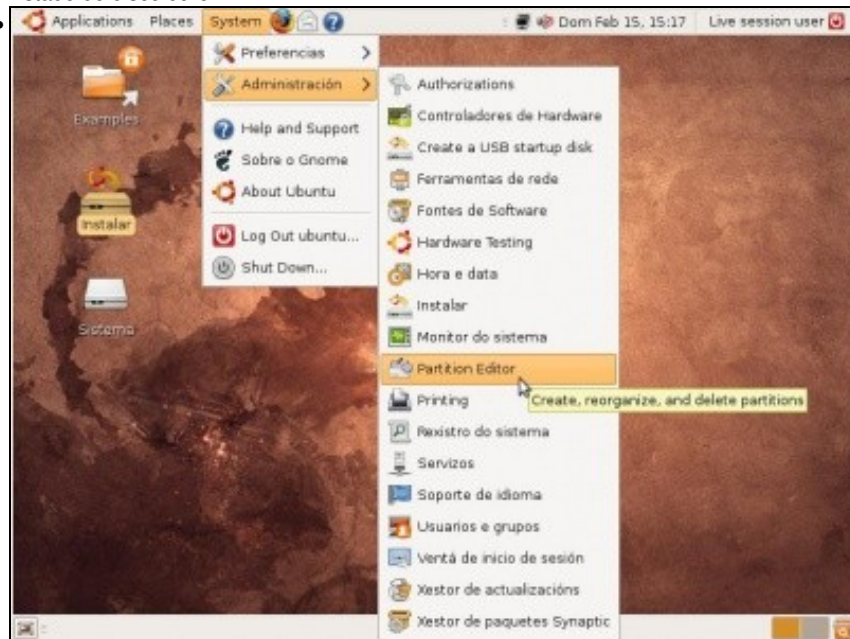 Applications Places System Dom Feb 15, 15:17 Live session user
Examples
Instalar
Sistema
Preferencias
Administración
Help and Support
Sobre o Gnome
About Ubuntu
Log Out ubuntu...
Shut Down...
Authorizations
Controladores de Hardware
Create a USB startup disk
Ferramentas de rede
Fontes de Software
Hardware Testing
Hora e data
Instalar
Monitor do sistema
Partition Editor
Create, reorganize, and delete partitions
Printing
Rexistro do sistema
Servizos
Soporte de idioma
Usuarios e grupos
Ventá de inicio de sesión
Xestor de actualizacións
Xestor de paquetes Synaptic